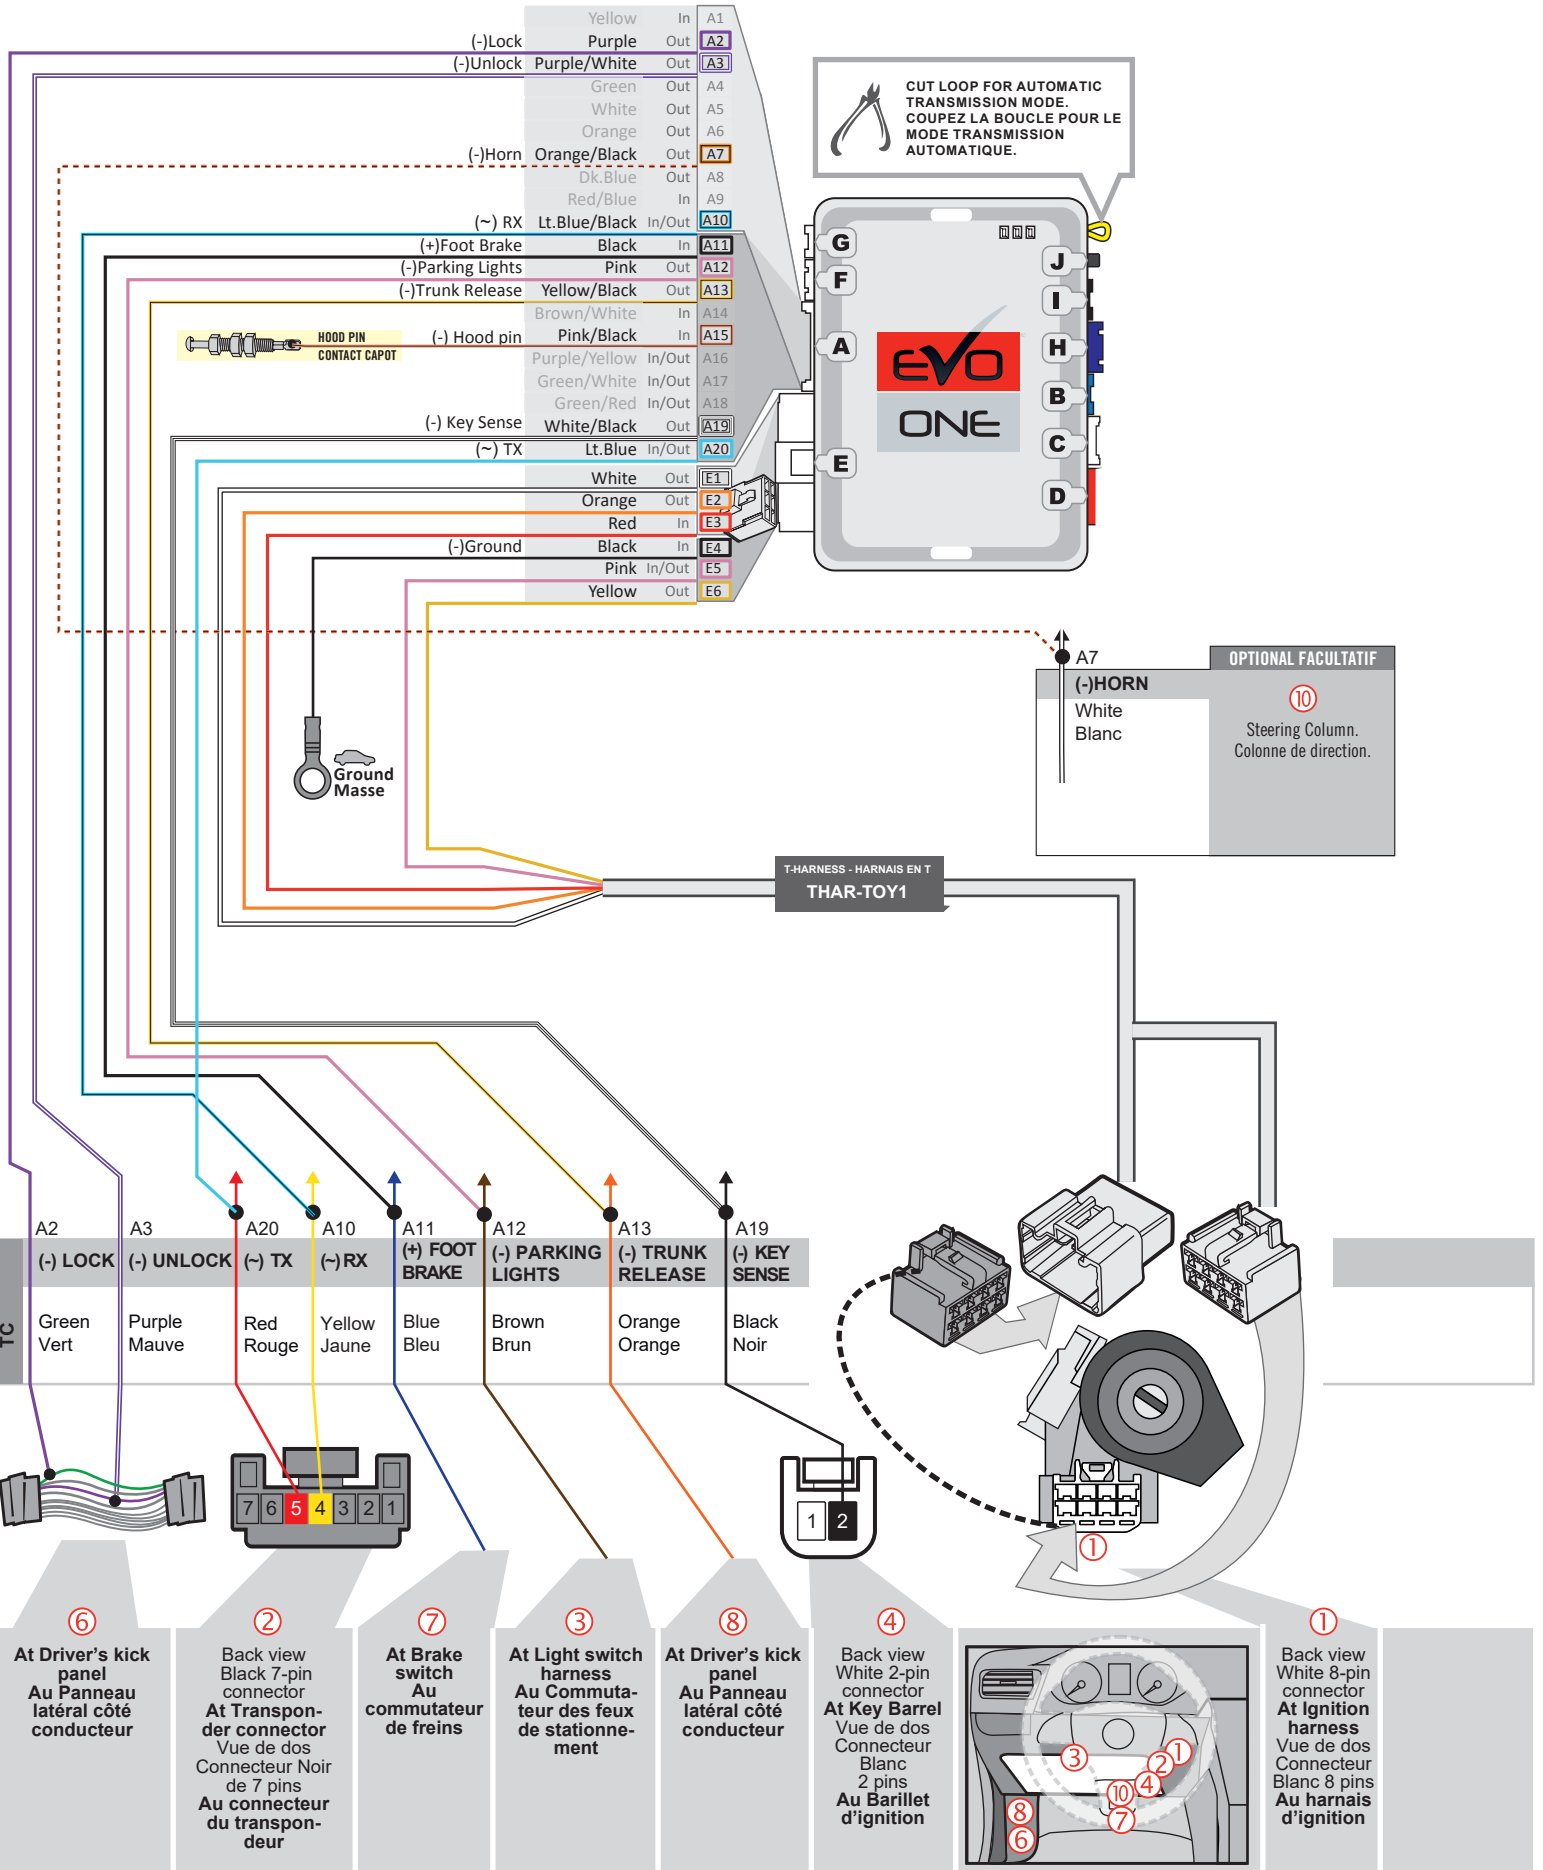 Yellow In A1
(-)Lock Purple Out A2
(-)Unlock Purple/White Out A3
Green Out A4
White Out A5
Orange Out A6
(-)Horn Orange/Black Out A7
Dk.Blue Out A8
Red/Blue In A9
(~) RX Lt.Blue/Black In/Out A10
(+)Foot Brake Black In A11
(-)Parking Lights Pink Out A12
(-)Trunk Release Yellow/Black Out A13
Brown/White In A14
(-) Hood pin Pink/Black In A15
HOOD PIN
CONTACT CAPOT
Purple/Yellow In/Out A16
Green/White In/Out A17
Green/Red In/Out A18
(-) Key Sense White/Black Out A19
(~) TX Lt.Blue In/Out A20
White Out E1
Orange Out E2
Red In E3
(-)Ground Black In E4
Pink In/Out E5
Yellow Out E6
CUT LOOP FOR AUTOMATIC
TRANSMISSION MODE.
COUPEZ LA BOUCLE POUR LE
MODE TRANSMISSION
AUTOMATIQUE.
G
F
A
E
J
I
H
B
C
D
EVO
ONE
A7
(-)HORN
White
Blanc
OPTIONAL FACULTATIF
10
Steering Column.
Colonne de direction.
Ground
Masse
T-HARNESS - HARNAIS EN T
THAR-TOY1
A2 A3 A20 A10 A11 A12 A13 A19
(-) LOCK
(-) UNLOCK
(~) TX
(~) RX
(+) FOOT
BRAKE
(-) PARKING
LIGHTS
(-) TRUNK
RELEASE
(-) KEY
SENSE
TC
Green
Vert
Purple
Mauve
Red
Rouge
Yellow
Jaune
Blue
Bleu
Brown
Brun
Orange
Orange
Black
Noir
7 6 5 4 3 2 1
1 2
1
6
At Driver's kick
panel
Au Panneau
latéral côté
conducteur
2
Back view
Black 7-pin
connector
At Transpon-
der connector
Vue de dos
Connecteur Noir
de 7 pins
Au connecteur
du transpon-
deur
7
At Brake
switch
Au
commutateur
de freins
3
At Light switch
harness
Au Commuta-
teur des feux
de stationne-
ment
8
At Driver's kick
panel
Au Panneau
latéral côté
conducteur
4
Back view
White 2-pin
connector
At Key Barrel
Vue de dos
Connecteur
Blanc
2 pins
Au Barillet
d'ignition
3
1
2
4
10
7
8
6
1
Back view
White 8-pin
connector
At Ignition
harness
Vue de dos
Connecteur
Blanc 8 pins
Au harnais
d'ignition